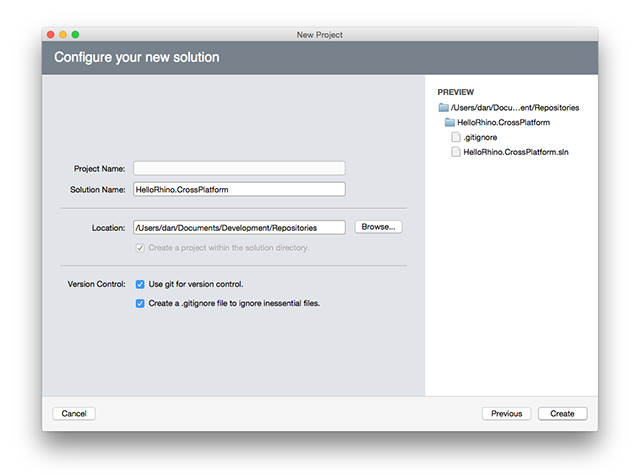 New Project
Configure your new solution
Project Name:
Solution Name: HelloRhino.CrossPlatform
Location: /Users/dan/Documents/Development/Repositories Browse...
Create a project within the solution directory.
Version Control: Use git for version control.
Create a .gitignore file to ignore inessential files.
PREVIEW
/Users/dan/Docu...ent/Repositories
HelloRhino.CrossPlatform
.gitignore
HelloRhino.CrossPlatform.sln
Cancel Previous Create